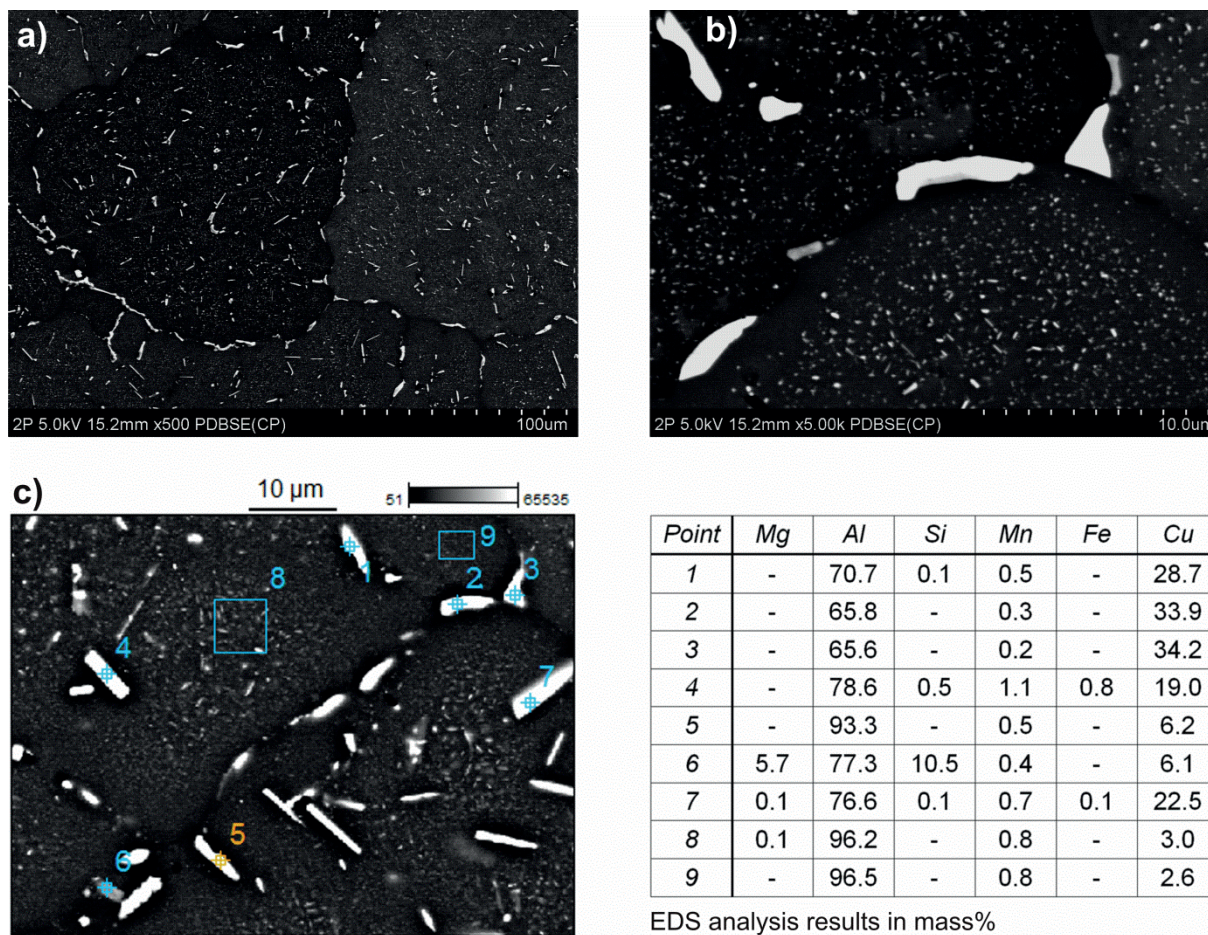 a)
2P 5.0kV 15.2mm x500 PDBSE(CP) 100um
b)
2P 5.0kV 15.2mm x5.00k PDBSE(CP) 10.0um
c)
10 µm
51 65535
1
2
3
4
5
6
7
8
9
Point Mg Al Si Mn Fe Cu
1 - 70.7 0.1 0.5 - 28.7
2 - 65.8 - 0.3 - 33.9
3 - 65.6 - 0.2 - 34.2
4 - 78.6 0.5 1.1 0.8 19.0
5 - 93.3 - 0.5 - 6.2
6 5.7 77.3 10.5 0.4 - 6.1
7 0.1 76.6 0.1 0.7 0.1 22.5
8 0.1 96.2 - 0.8 - 3.0
9 - 96.5 - 0.8 - 2.6
EDS analysis results in mass%